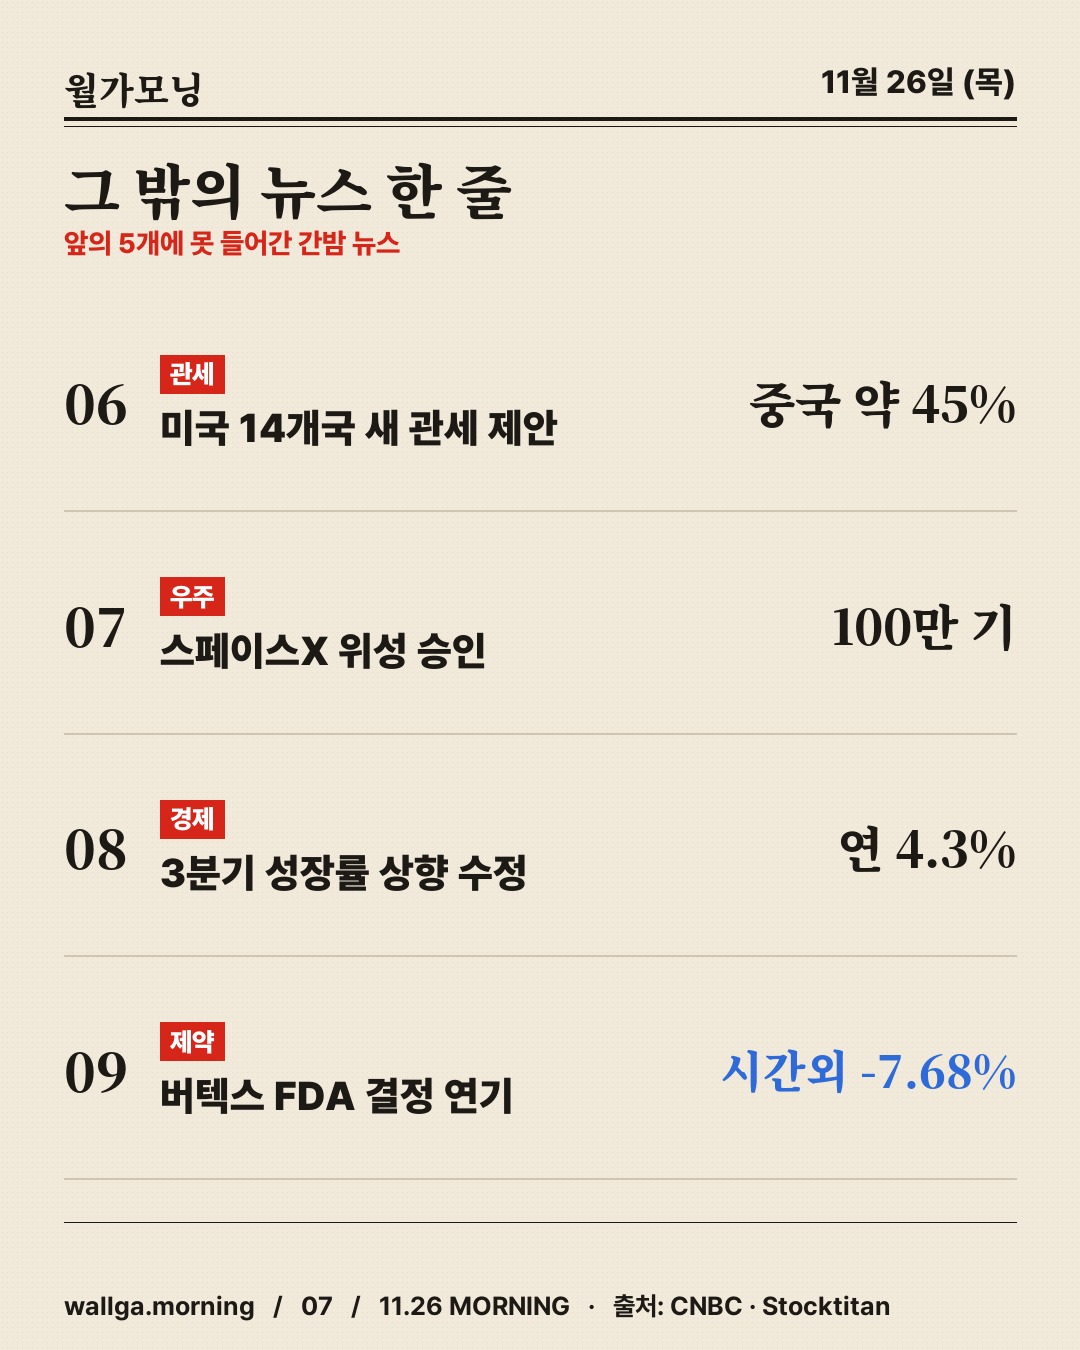 월가모닝
11월 26일 (목)
그 밖의 뉴스 한 줄
앞의 5개에 못 들어간 간밤 뉴스
06
관세
미국 14개국 새 관세 제안
중국 약 45%
07
우주
스페이스X 위성 승인
100만 기
08
경제
3분기 성장률 상향 수정
연 4.3%
09
제약
버텍스 FDA 결정 연기
시간외 -7.68%
wallga.morning / 07 / 11.26 MORNING · 출처: CNBC · Stocktitan